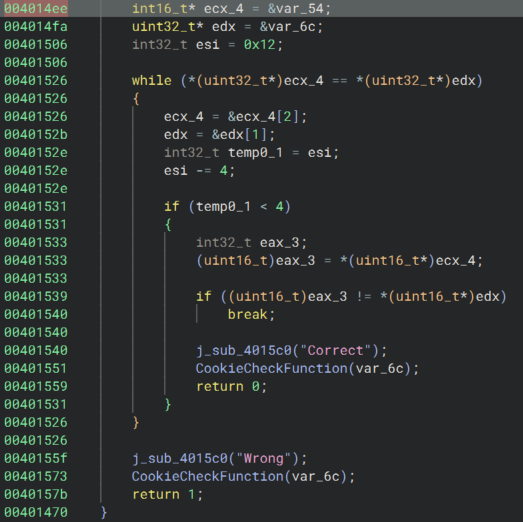 004014ee int16_t* ecx_4 = &var_54;
004014fa uint32_t* edx = &var_6c;
00401506 int32_t esi = 0x12;
00401506
00401526 while (*(uint32_t*)ecx_4 == *(uint32_t*)edx)
00401526 {
00401526 ecx_4 = &ecx_4[2];
0040152b edx = &edx[1];
0040152e int32_t temp0_1 = esi;
0040152e esi -= 4;
0040152e
00401531 if (temp0_1 < 4)
00401531 {
00401533 int32_t eax_3;
00401533 (uint16_t)eax_3 = *(uint16_t*)ecx_4;
00401533
00401539 if ((uint16_t)eax_3 != *(uint16_t*)edx)
00401540 break;
00401540
00401540 j_sub_4015c0("Correct");
00401551 CookieCheckFunction(var_6c);
00401559 return 0;
00401531 }
00401526 }
00401526
0040155f j_sub_4015c0("Wrong");
00401573 CookieCheckFunction(var_6c);
0040157b return 1;
00401470 }